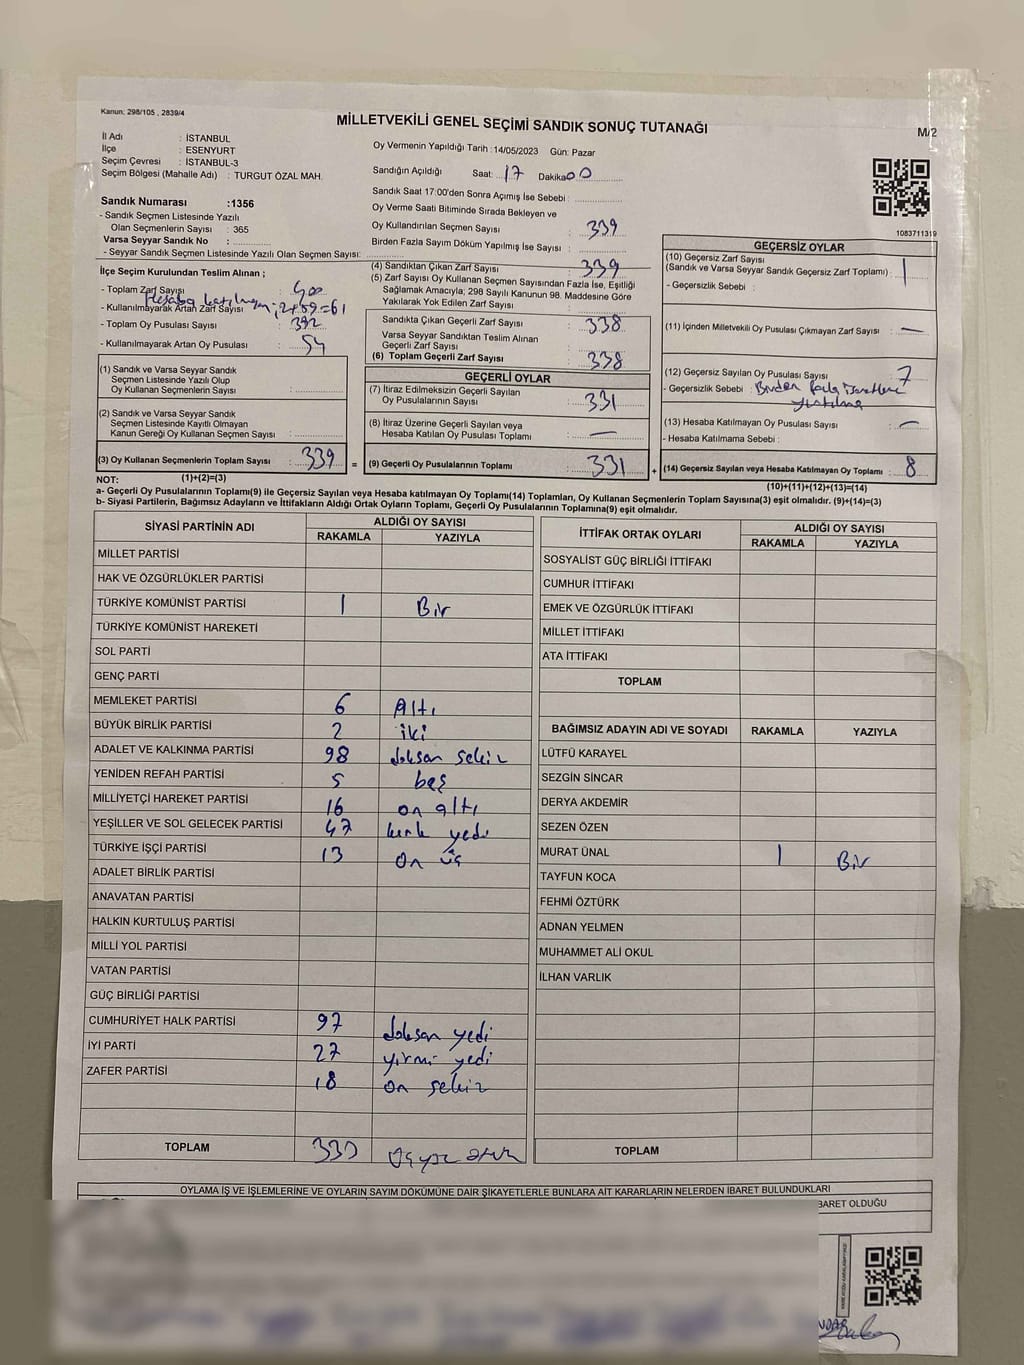 Kanun: 298/105 , 2839/4
MİLLETVEKİLİ GENEL SEÇİMİ SANDIK SONUÇ TUTANAĞI
M/2
İl Adı : İSTANBUL
İlçe : ESENYURT
Seçim Çevresi : İSTANBUL-3
Seçim Bölgesi (Mahalle Adı) : TURGUT ÖZAL MAH.
Sandık Numarası :1356
- Sandık Seçmen Listesinde Yazılı
Olan Seçmenlerin Sayısı : 365
Varsa Seyyar Sandık No :
- Seyyar Sandık Seçmen Listesinde Yazılı Olan Seçmen Sayısı:
Oy Vermenin Yapıldığı Tarih :14/05/2023 Gün: Pazar
Sandığın Açıldığı Saat: 17 Dakika 00
Sandık Saat 17:00'den Sonra Açımış İse Sebebi :
Oy Verme Saati Bitiminde Sırada Bekleyen ve
Oy Kullandırılan Seçmen Sayısı : 339
Birden Fazla Sayım Döküm Yapılmış İse Sayısı :
1083711319
İlçe Seçim Kurulundan Teslim Alınan ;
- Toplam Zarf Sayısı : 400
Hesaba katılmayan; 2+59=61
- Kullanılmayarak Artan Zarf Sayısı
- Toplam Oy Pusulası Sayısı : 392
- Kullanılmayarak Artan Oy Pusulası : 54
(1) Sandık ve Varsa Seyyar Sandık
Seçmen Listesinde Yazılı Olup
Oy Kullanan Seçmenlerin Sayısı :
(2) Sandık ve Varsa Seyyar Sandık
Seçmen Listesinde Kayıtlı Olmayan
Kanun Gereği Oy Kullanan Seçmen Sayısı :
(3) Oy Kullanan Seçmenlerin Toplam Sayısı : 339
(1)+(2)=(3)
(4) Sandıktan Çıkan Zarf Sayısı : 339
(5) Zarf Sayısı Oy Kullanan Seçmen Sayısından Fazla İse, Eşitliği
Sağlamak Amacıyla; 298 Sayılı Kanunun 98. Maddesine Göre
Yakılarak Yok Edilen Zarf Sayısı :
Sandıkta Çıkan Geçerli Zarf Sayısı : 338
Varsa Seyyar Sandıktan Teslim Alınan
Geçerli Zarf Sayısı :
(6) Toplam Geçerli Zarf Sayısı : 338
GEÇERLİ OYLAR
(7) İtiraz Edilmeksizin Geçerli Sayılan
Oy Pusulalarının Sayısı : 331
(8) İtiraz Üzerine Geçerli Sayılan veya
Hesaba Katılan Oy Pusulası Toplamı : —
= (9) Geçerli Oy Pusulalarının Toplamı : 331 +
GEÇERSİZ OYLAR
(10) Geçersiz Zarf Sayısı
(Sandık ve Varsa Seyyar Sandık Geçersiz Zarf Toplamı) : 1
- Geçersizlik Sebebi :
(11) İçinden Milletvekili Oy Pusulası Çıkmayan Zarf Sayısı : —
(12) Geçersiz Sayılan Oy Pusulası Sayısı : 7
- Geçersizlik Sebebi : Birden fazla
yırtılma
(13) Hesaba Katılmayan Oy Pusulası Sayısı : —
- Hesaba Katılmama Sebebi :
(14) Geçersiz Sayılan veya Hesaba Katılmayan Oy Toplamı : 8
(10)+(11)+(12)+(13)=(14)
NOT:
a- Geçerli Oy Pusulalarının Toplamı(9) ile Geçersiz Sayılan veya Hesaba katılmayan Oy Toplamı(14) Toplamları, Oy Kullanan Seçmenlerin Toplam Sayısına(3) eşit olmalıdır. (9)+(14)=(3)
b- Siyasi Partilerin, Bağımsız Adayların ve İttifakların Aldığı Ortak Oyların Toplamı, Geçerli Oy Pusulalarının Toplamına(9) eşit olmalıdır.
SİYASİ PARTİNİN ADI ALDIĞI OY SAYISI
RAKAMLA YAZIYLA
MİLLET PARTİSİ
HAK VE ÖZGÜRLÜKLER PARTİSİ
TÜRKİYE KOMÜNİST PARTİSİ 1 Bir
TÜRKİYE KOMÜNİST HAREKETİ
SOL PARTİ
GENÇ PARTİ
MEMLEKET PARTİSİ 6 Altı
BÜYÜK BİRLİK PARTİSİ 2 iki
ADALET VE KALKINMA PARTİSİ 98 doksan sekiz
YENİDEN REFAH PARTİSİ 5 beş
MİLLİYETÇİ HAREKET PARTİSİ 16 on altı
YEŞİLLER VE SOL GELECEK PARTİSİ 47 kırk yedi
TÜRKİYE İŞÇİ PARTİSİ 13 On üç
ADALET BİRLİK PARTİSİ
ANAVATAN PARTİSİ
HALKIN KURTULUŞ PARTİSİ
MİLLİ YOL PARTİSİ
VATAN PARTİSİ
GÜÇ BİRLİĞİ PARTİSİ
CUMHURİYET HALK PARTİSİ 97 doksan yedi
İYİ PARTİ 27 yirmi yedi
ZAFER PARTİSİ 18 on sekiz
TOPLAM 330
İTTİFAK ORTAK OYLARI ALDIĞI OY SAYISI
RAKAMLA YAZIYLA
SOSYALİST GÜÇ BİRLİĞİ İTTİFAKI
CUMHUR İTTİFAKI
EMEK VE ÖZGÜRLÜK İTTİFAKI
MİLLET İTTİFAKI
ATA İTTİFAKI
TOPLAM
BAĞIMSIZ ADAYIN ADI VE SOYADI RAKAMLA YAZIYLA
LÜTFÜ KARAYEL
SEZGİN SİNCAR
DERYA AKDEMİR
SEZEN ÖZEN
MURAT ÜNAL 1 Bir
TAYFUN KOCA
FEHMİ ÖZTÜRK
ADNAN YELMEN
MUHAMMET ALİ OKUL
İLHAN VARLIK
TOPLAM
OYLAMA İŞ VE İŞLEMLERİNE VE OYLARIN SAYIM DÖKÜMÜNE DAİR ŞİKAYETLERLE BUNLARA AİT KARARLARIN NELERDEN İBARET BULUNDUKLARI
BARET OLDUĞU